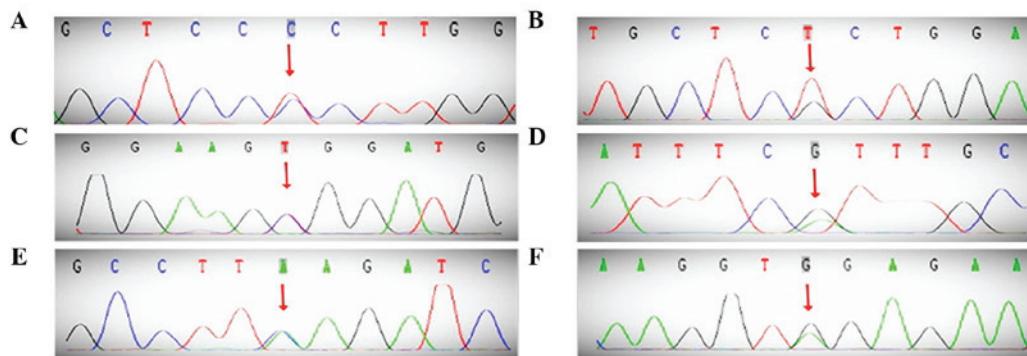 A
G C T C C C C T T G G
B
T G C T C T C T G G A
C
G G A A G T G G A T G
D
A T T T C G T T T G C
E
G C C T T A A G A T C
F
A A G G T G G A G A A